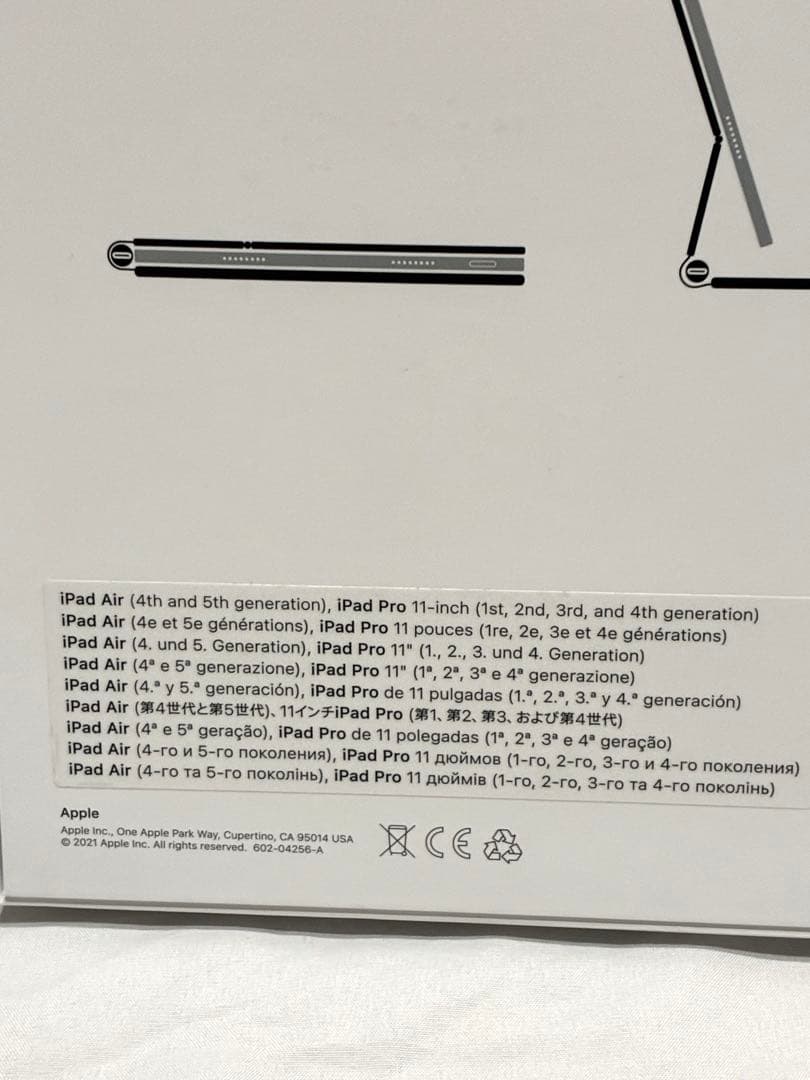 iPad Air (4th and 5th generation), iPad Pro 11-inch (1st, 2nd, 3rd, and 4th generation)
iPad Air (4e et 5e générations), iPad Pro 11 pouces (1re, 2e, 3e et 4e générations)
iPad Air (4. und 5. Generation), iPad Pro 11" (1., 2., 3. und 4. Generation)
iPad Air (4ª e 5ª generazione), iPad Pro 11" (1ª, 2ª, 3ª e 4ª generazione)
iPad Air (4.ª y 5.ª generación), iPad Pro de 11 pulgadas (1.ª, 2.ª, 3.ª y 4.ª generación)
iPad Air (第4世代と第5世代)、11インチiPad Pro (第1、第2、第3、および第4世代)
iPad Air (4ª e 5ª geração), iPad Pro de 11 polegadas (1ª, 2ª, 3ª e 4ª geração)
iPad Air (4-го и 5-го поколения), iPad Pro 11 дюймов (1-го, 2-го, 3-го и 4-го поколения)
iPad Air (4-го та 5-го поколінь), iPad Pro 11 дюймів (1-го, 2-го, 3-го та 4-го поколінь)
Apple
Apple Inc., One Apple Park Way, Cupertino, CA 95014 USA
© 2021 Apple Inc. All rights reserved. 602-04256-A
CE